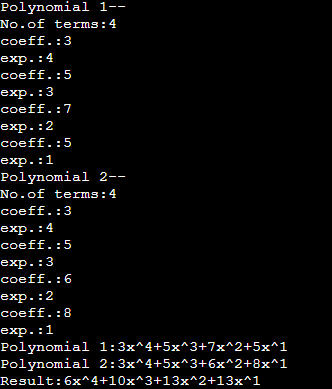 Polynomial 1--
No.of terms:4
coeff.:3
exp.:4
coeff.:5
exp.:3
coeff.:7
exp.:2
coeff.:5
exp.:1
Polynomial 2--
No.of terms:4
coeff.:3
exp.:4
coeff.:5
exp.:3
coeff.:6
exp.:2
coeff.:8
exp.:1
Polynomial 1:3x^4+5x^3+7x^2+5x^1
Polynomial 2:3x^4+5x^3+6x^2+8x^1
Result:6x^4+10x^3+13x^2+13x^1